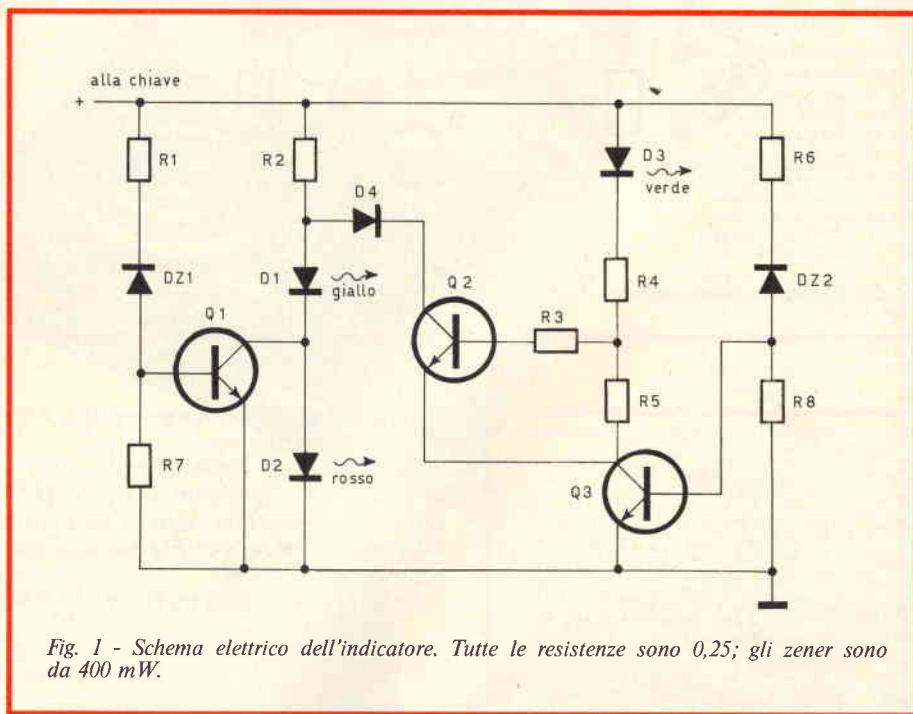 alla chiave
+
R1
R2
D3
verde
R6
D4
DZ1
D1
giallo
R4
DZ2
Q1
Q2
R3
R5
R8
R7
D2
rosso
Q3
Fig. 1 - Schema elettrico dell'indicatore. Tutte le resistenze sono 0,25; gli zener sono
da 400 mW.